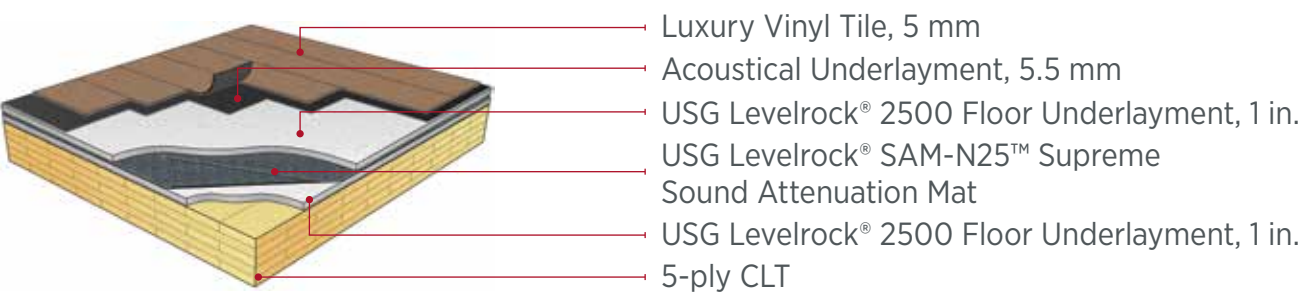 Luxury Vinyl Tile, 5 mm
Acoustical Underlayment, 5.5 mm
USG Levelrock® 2500 Floor Underlayment, 1 in.
USG Levelrock® SAM-N25™ Supreme
Sound Attenuation Mat
USG Levelrock® 2500 Floor Underlayment, 1 in.
5-ply CLT